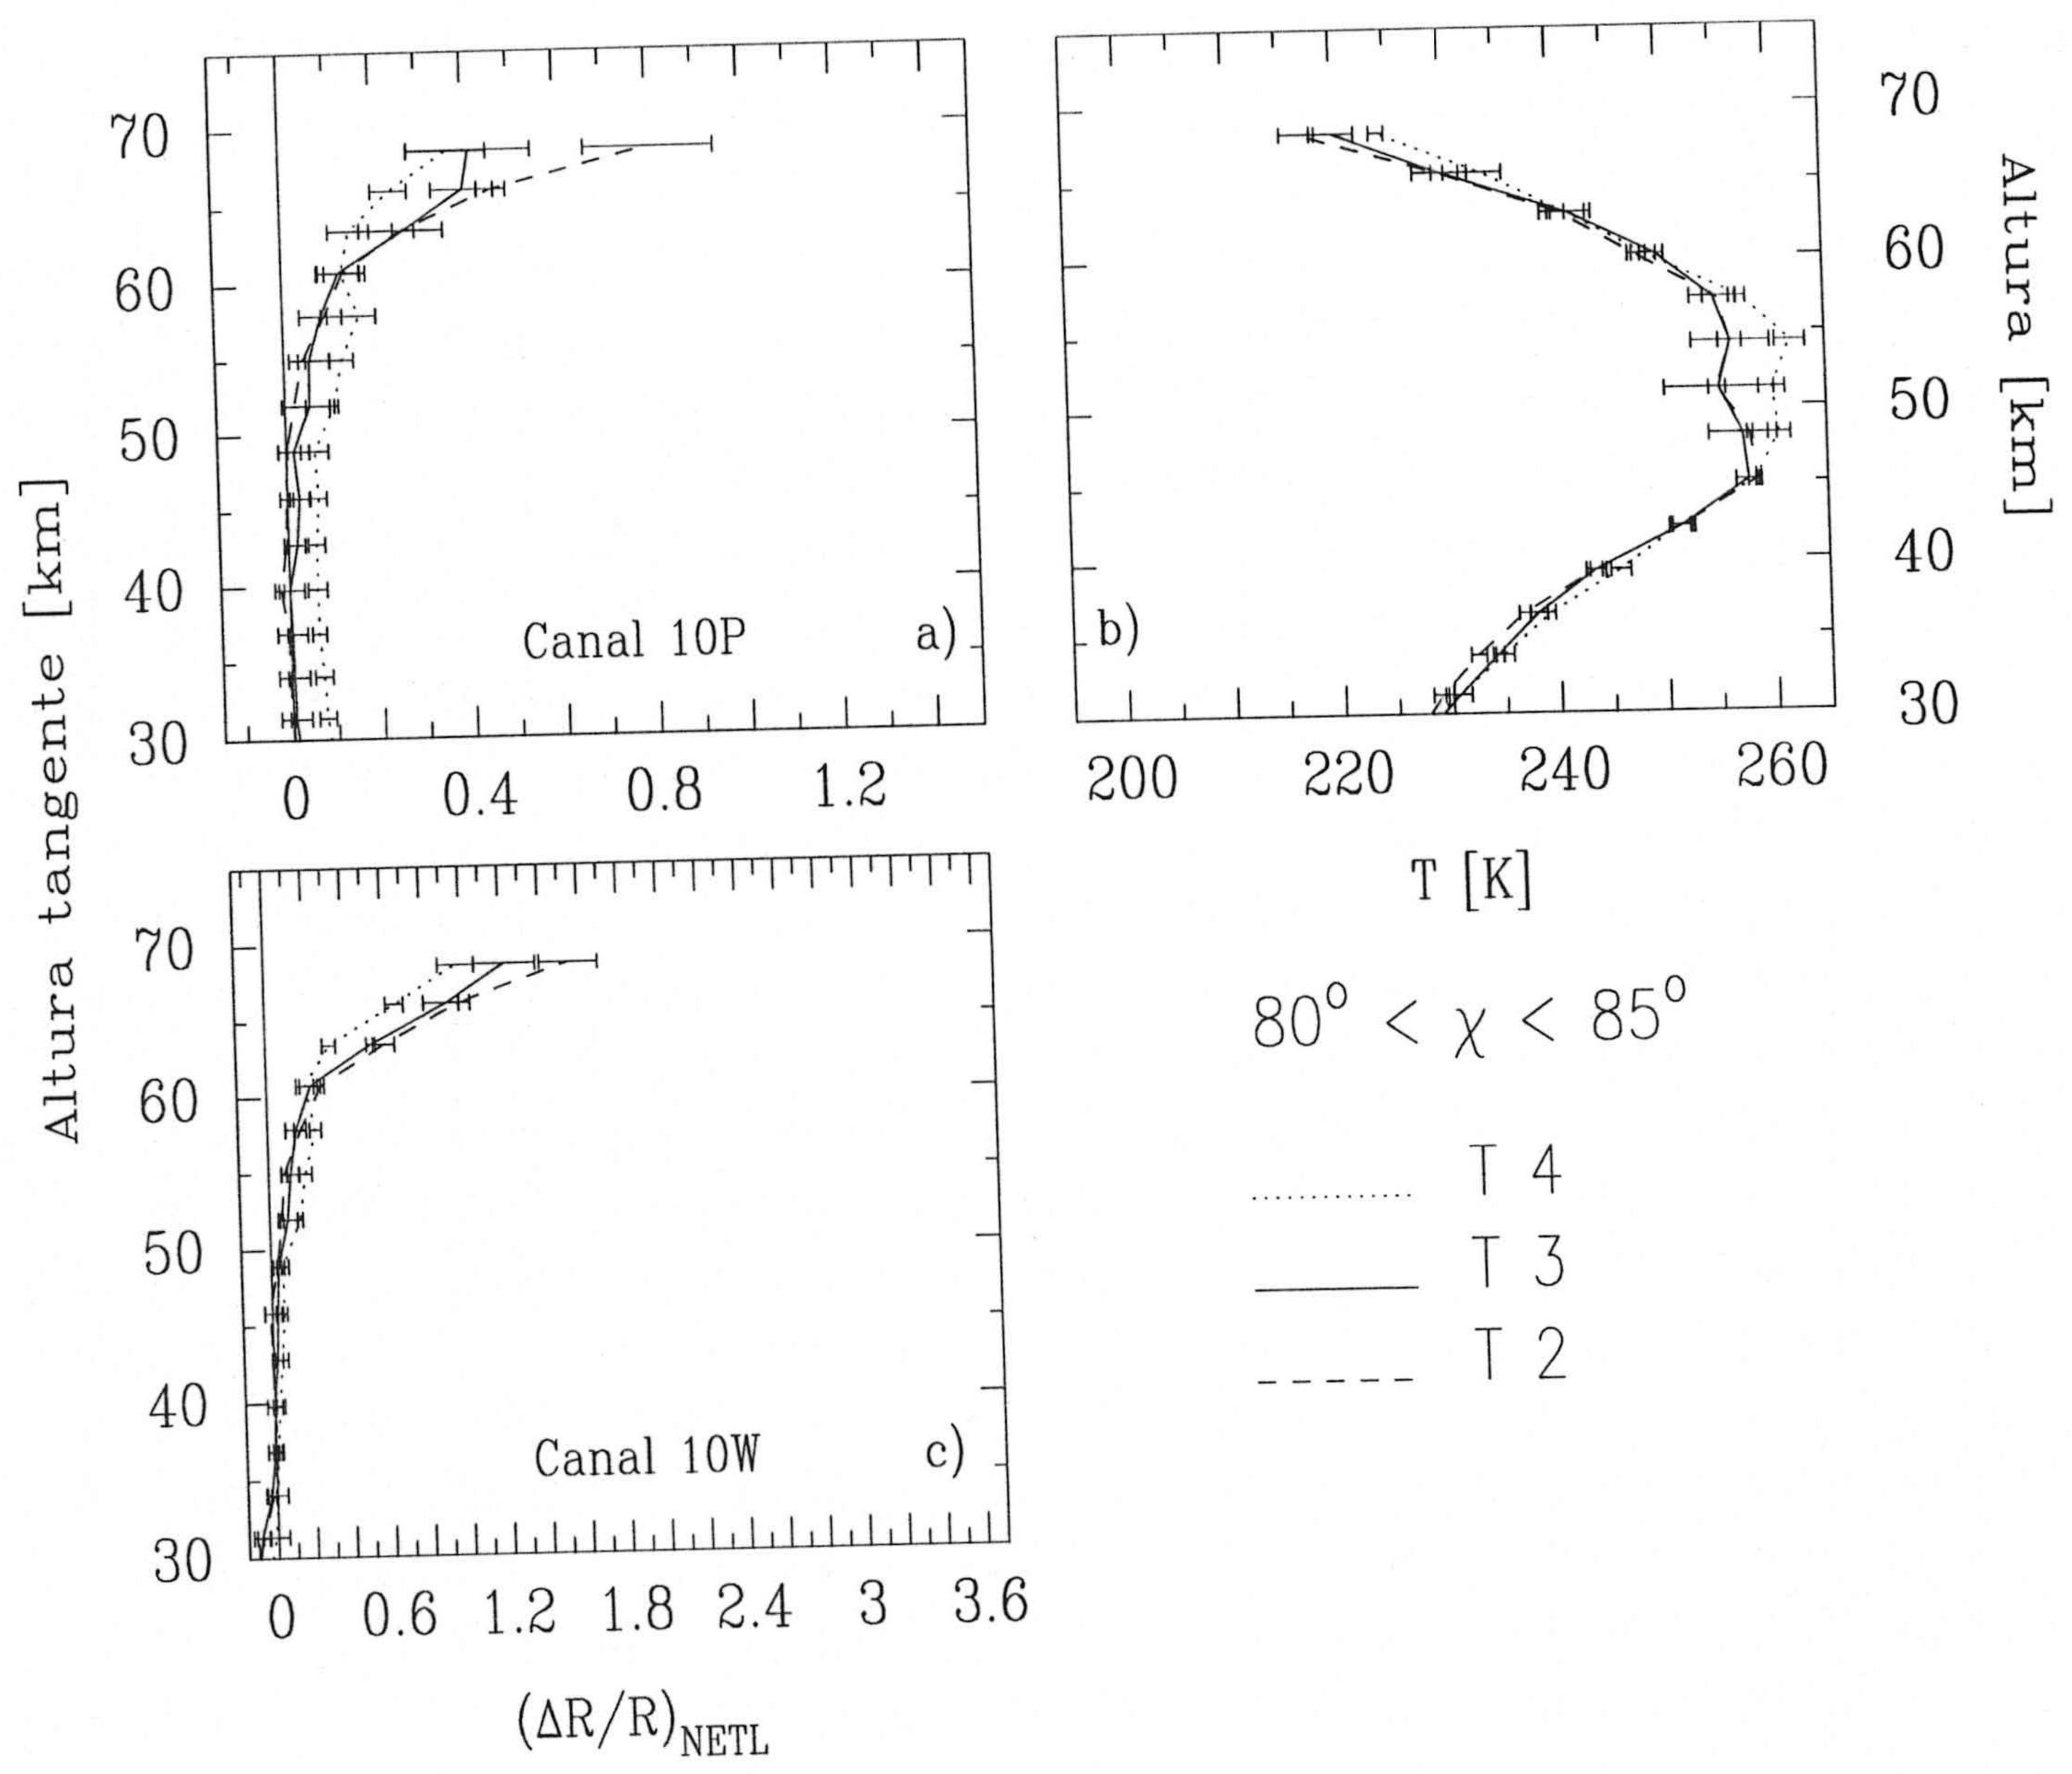 70
60
50
40
30
0 0.4 0.8 1.2
Canal 10P a)
Altura tangente [km]
b)
70
60
50
40
30
Altura [km]
200 220 240 260
T [K]
70
60
50
40
30
Canal 10W c)
0 0.6 1.2 1.8 2.4 3 3.6
(ΔR/R)NETL
80° < χ < 85°
T 4
T 3
T 2